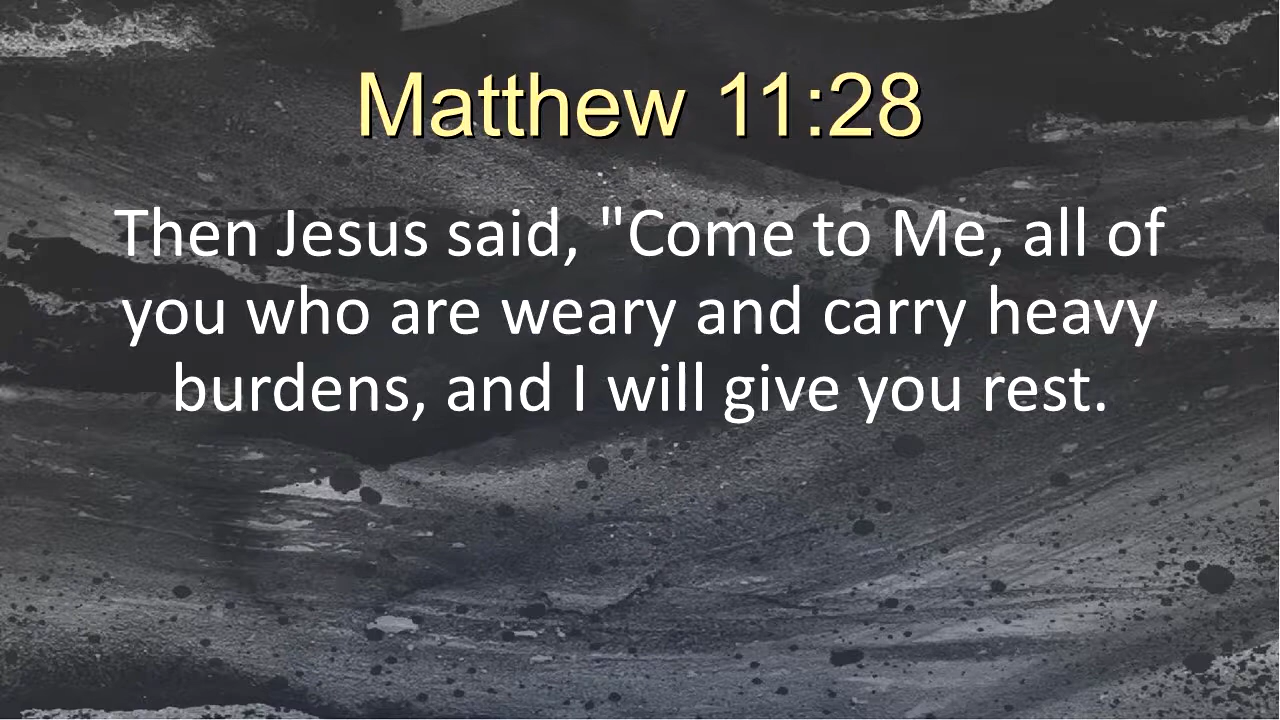 Matthew 11:28
Then Jesus said, "Come to Me, all of
you who are weary and carry heavy
burdens, and I will give you rest.